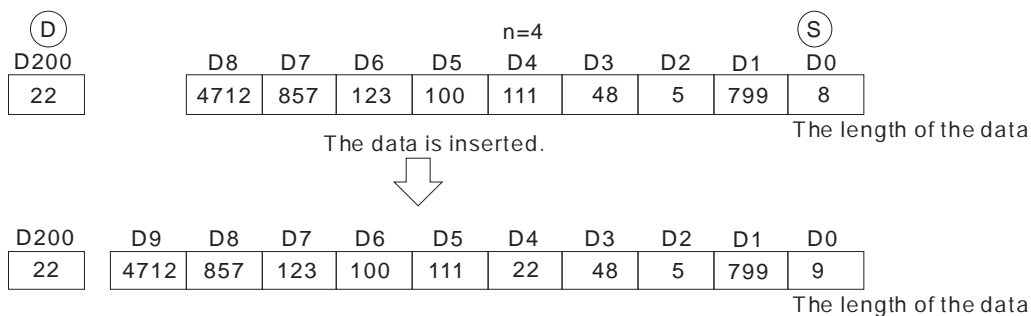 D n=4 S
D200 D8 D7 D6 D5 D4 D3 D2 D1 D0
22 4712 857 123 100 111 48 5 799 8
The length of the data
The data is inserted.
D200 D9 D8 D7 D6 D5 D4 D3 D2 D1 D0
22 4712 857 123 100 111 22 48 5 799 9
The length of the data